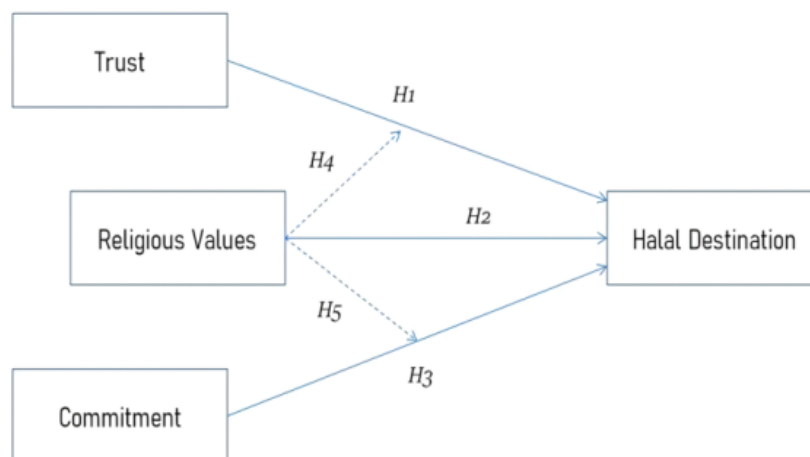 Trust
H1
H4
Religious Values
H2
Halal Destination
H5
H3
Commitment